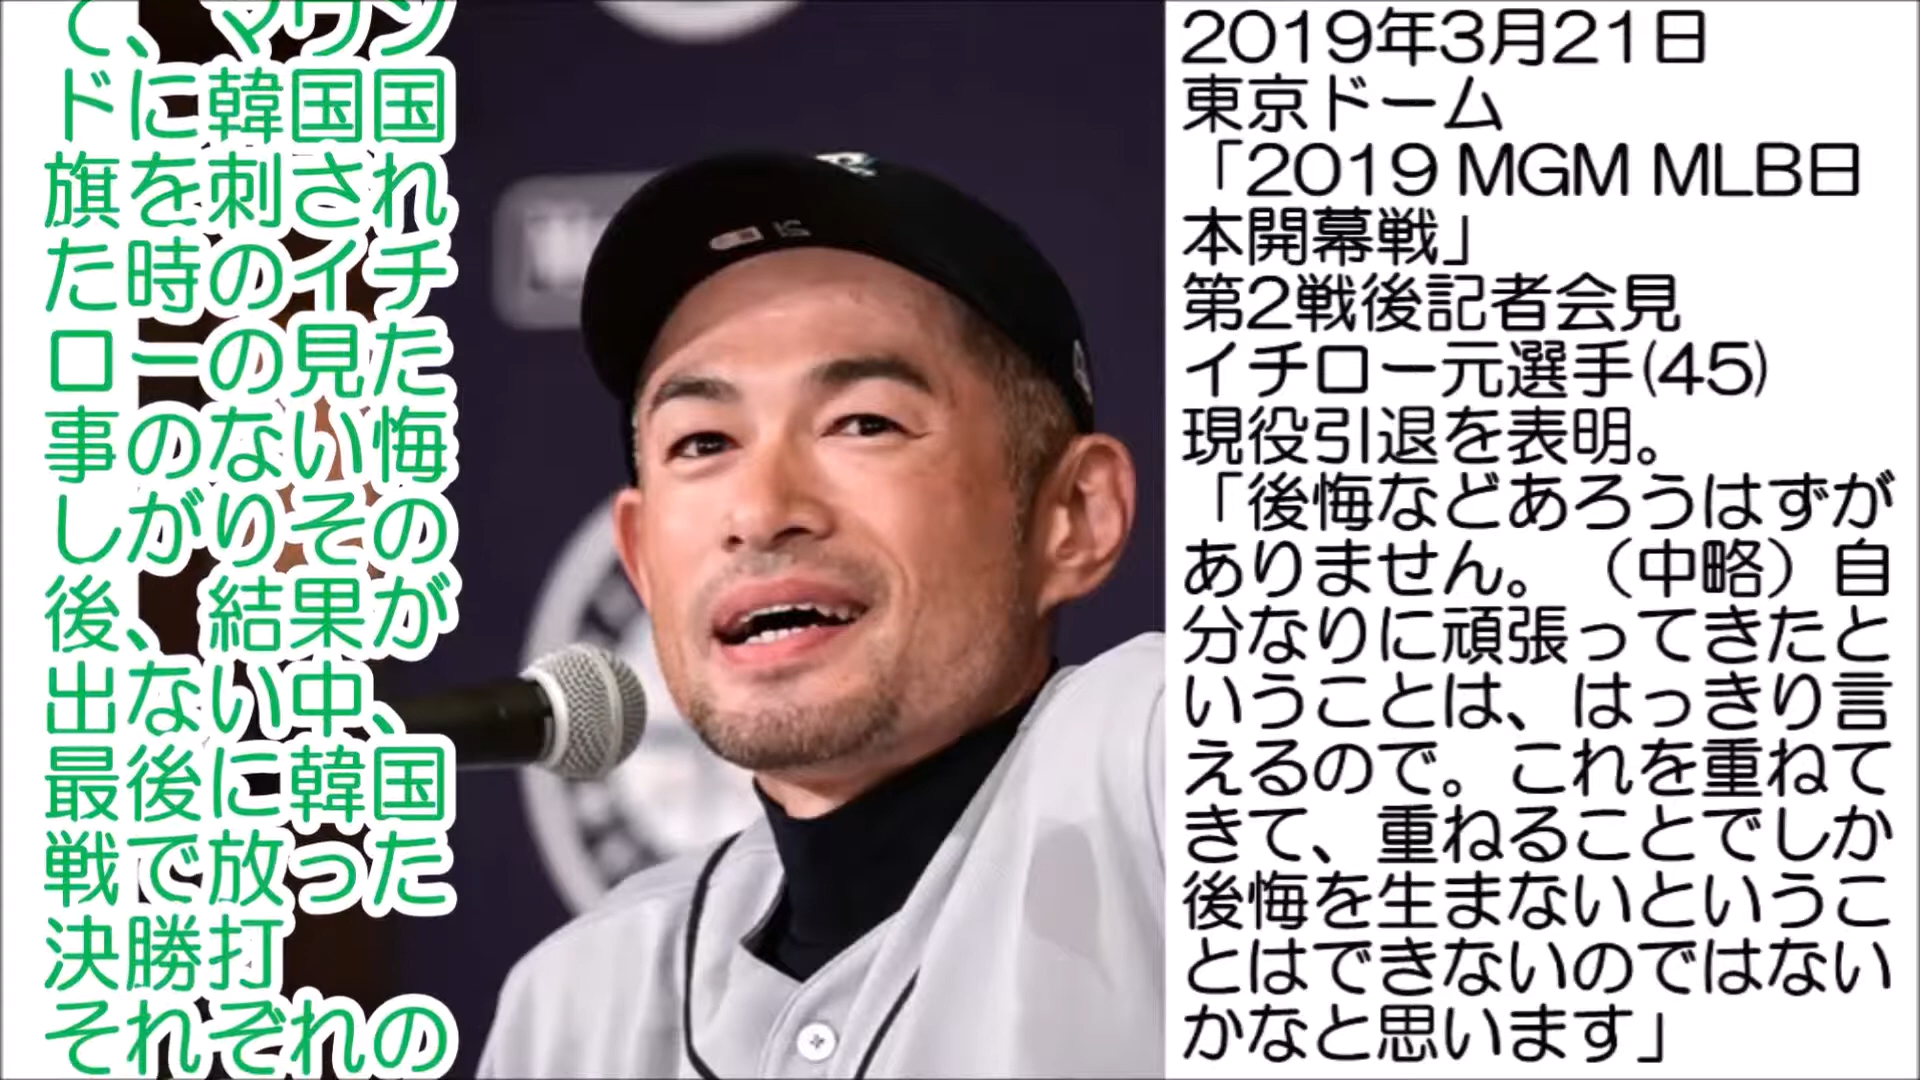 て、マウン
ドに韓国国
旗を刺され
た時のイチ
ローの見た
事のない悔
しがりその
後、結果が
出ない中、
最後に韓国
戦で放った
決勝打
それぞれの
2019年3月21日
東京ドーム
「2019 MGM MLB日
本開幕戦」
第2戦後記者会見
イチロー元選手(45)
現役引退を表明。
「後悔などあろうはずが
ありません。（中略）自
分なりに頑張ってきたと
いうことは、はっきり言
えるので。これを重ねて
きて、重ねることでしか
後悔を生まないというこ
とはできないのではない
かなと思います」